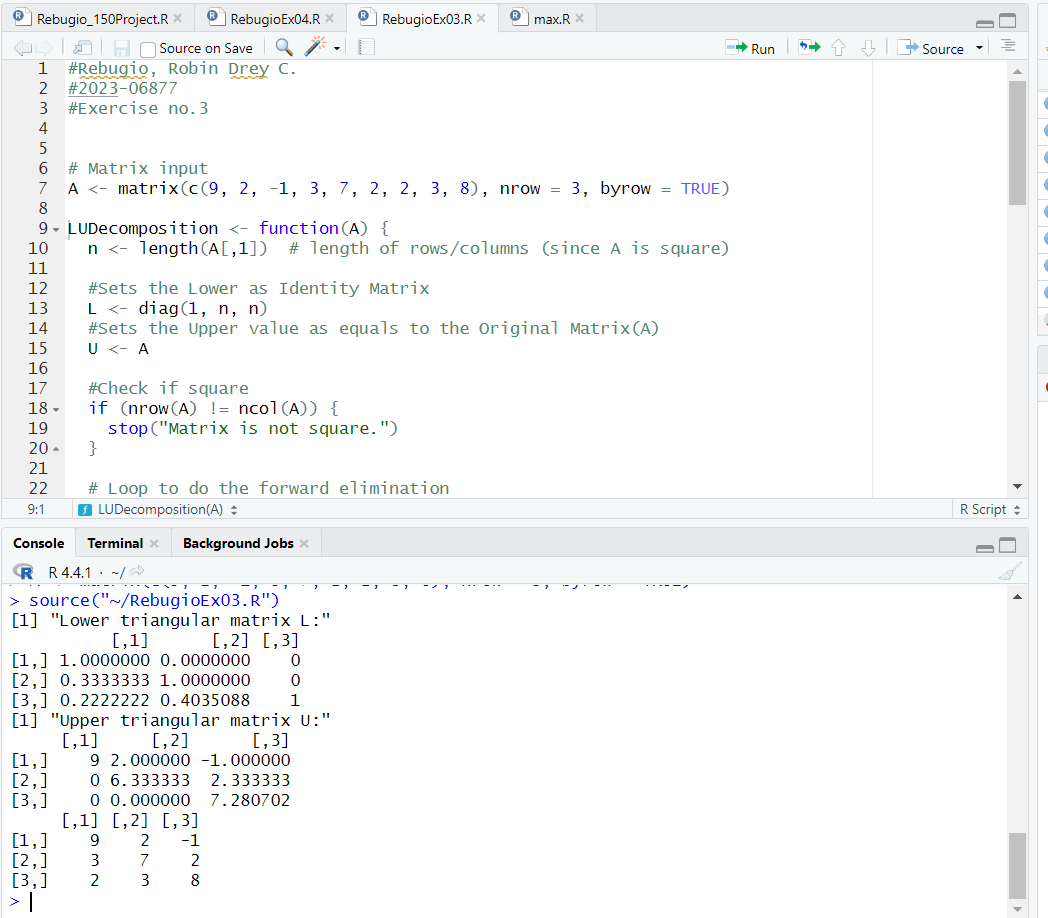 Rebugio_150Project.R RebugioEx04.R RebugioEx03.R max.R
Source on Save Run Source
1 #Rebugio, Robin Drey C.
2 #2023-06877
3 #Exercise no.3
4
5
6 # Matrix input
7 A <- matrix(c(9, 2, -1, 3, 7, 2, 2, 3, 8), nrow = 3, byrow = TRUE)
8
9 LUDecomposition <- function(A) {
10 n <- length(A[,1])  # length of rows/columns (since A is square)
11
12 #Sets the Lower as Identity Matrix
13 L <- diag(1, n, n)
14 #Sets the Upper value as equals to the Original Matrix(A)
15 U <- A
16
17 #Check if square
18 if (nrow(A) != ncol(A)) {
19 stop("Matrix is not square.")
20 }
21
22 # Loop to do the forward elimination
9:1 LUDecomposition(A) R Script
Console Terminal Background Jobs
R 4.4.1 · ~/
> source("~/RebugioEx03.R")
[1] "Lower triangular matrix L:"
[,1] [,2] [,3]
[1,] 1.0000000 0.0000000 0
[2,] 0.3333333 1.0000000 0
[3,] 0.2222222 0.4035088 1
[1] "Upper triangular matrix U:"
[,1] [,2] [,3]
[1,] 9 2.000000 -1.000000
[2,] 0 6.333333 2.333333
[3,] 0 0.000000 7.280702
[,1] [,2] [,3]
[1,] 9 2 -1
[2,] 3 7 2
[3,] 2 3 8
>